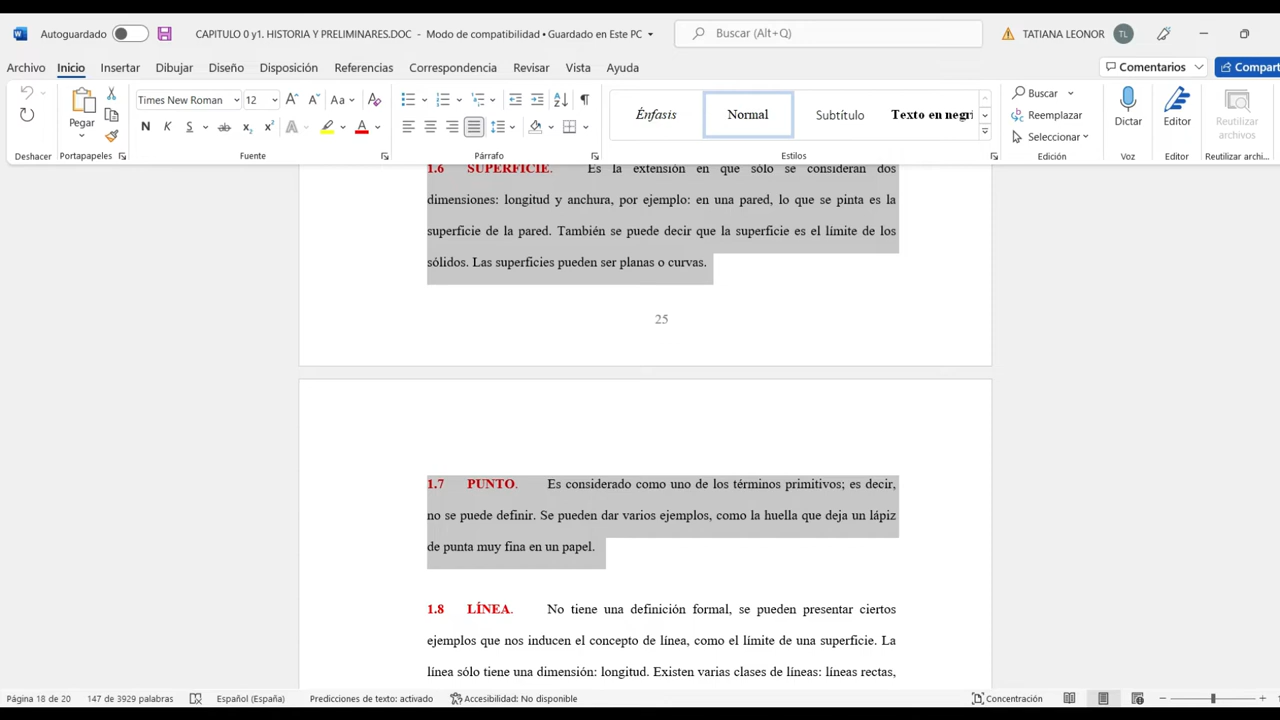 Autoguardado
CAPITULO 0 y1. HISTORIA Y PRELIMINARES.DOC - Modo de compatibilidad • Guardado en Este PC
Buscar (Alt+Q)
TATIANA LEONOR
TL
Archivo Inicio Insertar Dibujar Diseño Disposición Referencias Correspondencia Revisar Vista Ayuda
Comentarios
Compart
Times New Roman 12
Pegar
Énfasis
Normal
Subtítulo
Texto en negri
Buscar
Reemplazar
Seleccionar
Dictar
Editor
Reutilizar
archivos
Deshacer Portapapeles Fuente Párrafo Estilos Edición Voz Editor Reutilizar archi...
1.6 SUPERFICIE. Es la extensión en que sólo se consideran dos
dimensiones: longitud y anchura, por ejemplo: en una pared, lo que se pinta es la
superficie de la pared. También se puede decir que la superficie es el límite de los
sólidos. Las superficies pueden ser planas o curvas.
25
1.7 PUNTO. Es considerado como uno de los términos primitivos; es decir,
no se puede definir. Se pueden dar varios ejemplos, como la huella que deja un lápiz
de punta muy fina en un papel.
1.8 LÍNEA. No tiene una definición formal, se pueden presentar ciertos
ejemplos que nos inducen el concepto de línea, como el límite de una superficie. La
línea sólo tiene una dimensión: longitud. Existen varias clases de líneas: líneas rectas,
Página 18 de 20 147 de 3929 palabras Español (España) Predicciones de texto: activado Accesibilidad: No disponible Concentración